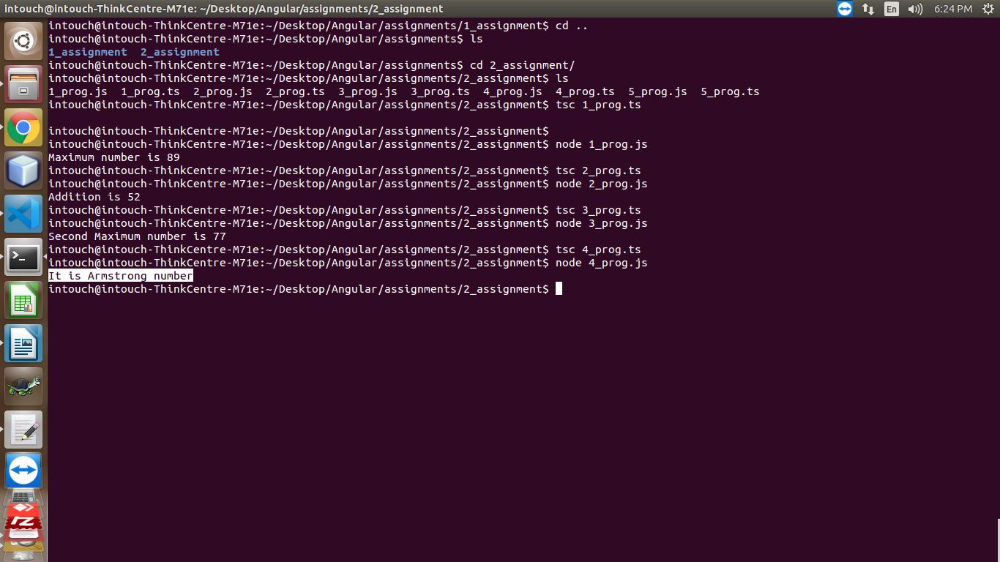 intouch@intouch-ThinkCentre-M71e: ~/Desktop/Angular/assignments/2_assignment En 6:24 PM
intouch@intouch-ThinkCentre-M71e:~/Desktop/Angular/assignments/1_assignment$ cd ..
intouch@intouch-ThinkCentre-M71e:~/Desktop/Angular/assignments$ ls
1_assignment  2_assignment
intouch@intouch-ThinkCentre-M71e:~/Desktop/Angular/assignments$ cd 2_assignment/
intouch@intouch-ThinkCentre-M71e:~/Desktop/Angular/assignments/2_assignment$ ls
1_prog.js  1_prog.ts  2_prog.js  2_prog.ts  3_prog.js  3_prog.ts  4_prog.js  4_prog.ts  5_prog.js  5_prog.ts
intouch@intouch-ThinkCentre-M71e:~/Desktop/Angular/assignments/2_assignment$ tsc 1_prog.ts
intouch@intouch-ThinkCentre-M71e:~/Desktop/Angular/assignments/2_assignment$
intouch@intouch-ThinkCentre-M71e:~/Desktop/Angular/assignments/2_assignment$ node 1_prog.js
Maximum number is 89
intouch@intouch-ThinkCentre-M71e:~/Desktop/Angular/assignments/2_assignment$ tsc 2_prog.ts
intouch@intouch-ThinkCentre-M71e:~/Desktop/Angular/assignments/2_assignment$ node 2_prog.js
Addition is 52
intouch@intouch-ThinkCentre-M71e:~/Desktop/Angular/assignments/2_assignment$ tsc 3_prog.ts
intouch@intouch-ThinkCentre-M71e:~/Desktop/Angular/assignments/2_assignment$ node 3_prog.js
Second Maximum number is 77
intouch@intouch-ThinkCentre-M71e:~/Desktop/Angular/assignments/2_assignment$ tsc 4_prog.ts
intouch@intouch-ThinkCentre-M71e:~/Desktop/Angular/assignments/2_assignment$ node 4_prog.js
It is Armstrong number
intouch@intouch-ThinkCentre-M71e:~/Desktop/Angular/assignments/2_assignment$